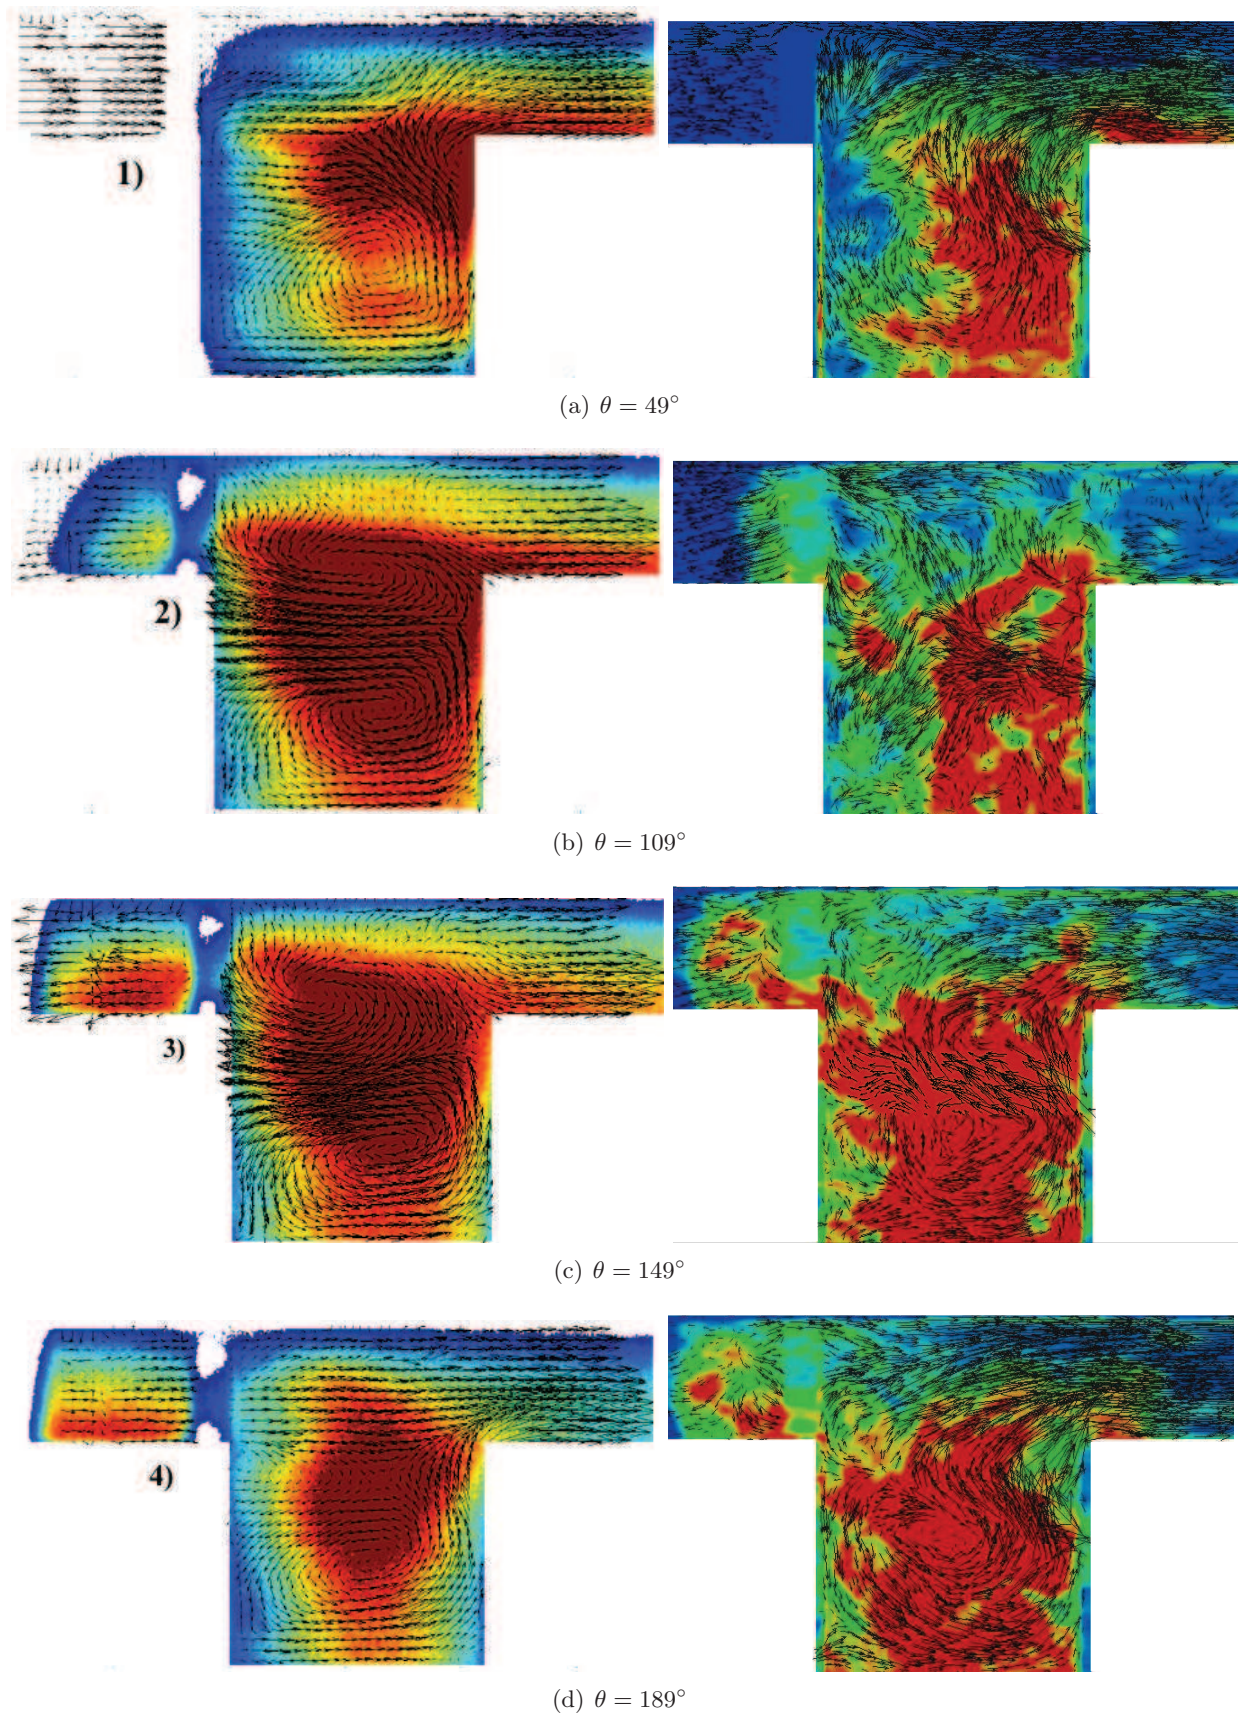 1)
(a) θ = 49°
2)
(b) θ = 109°
3)
(c) θ = 149°
4)
(d) θ = 189°